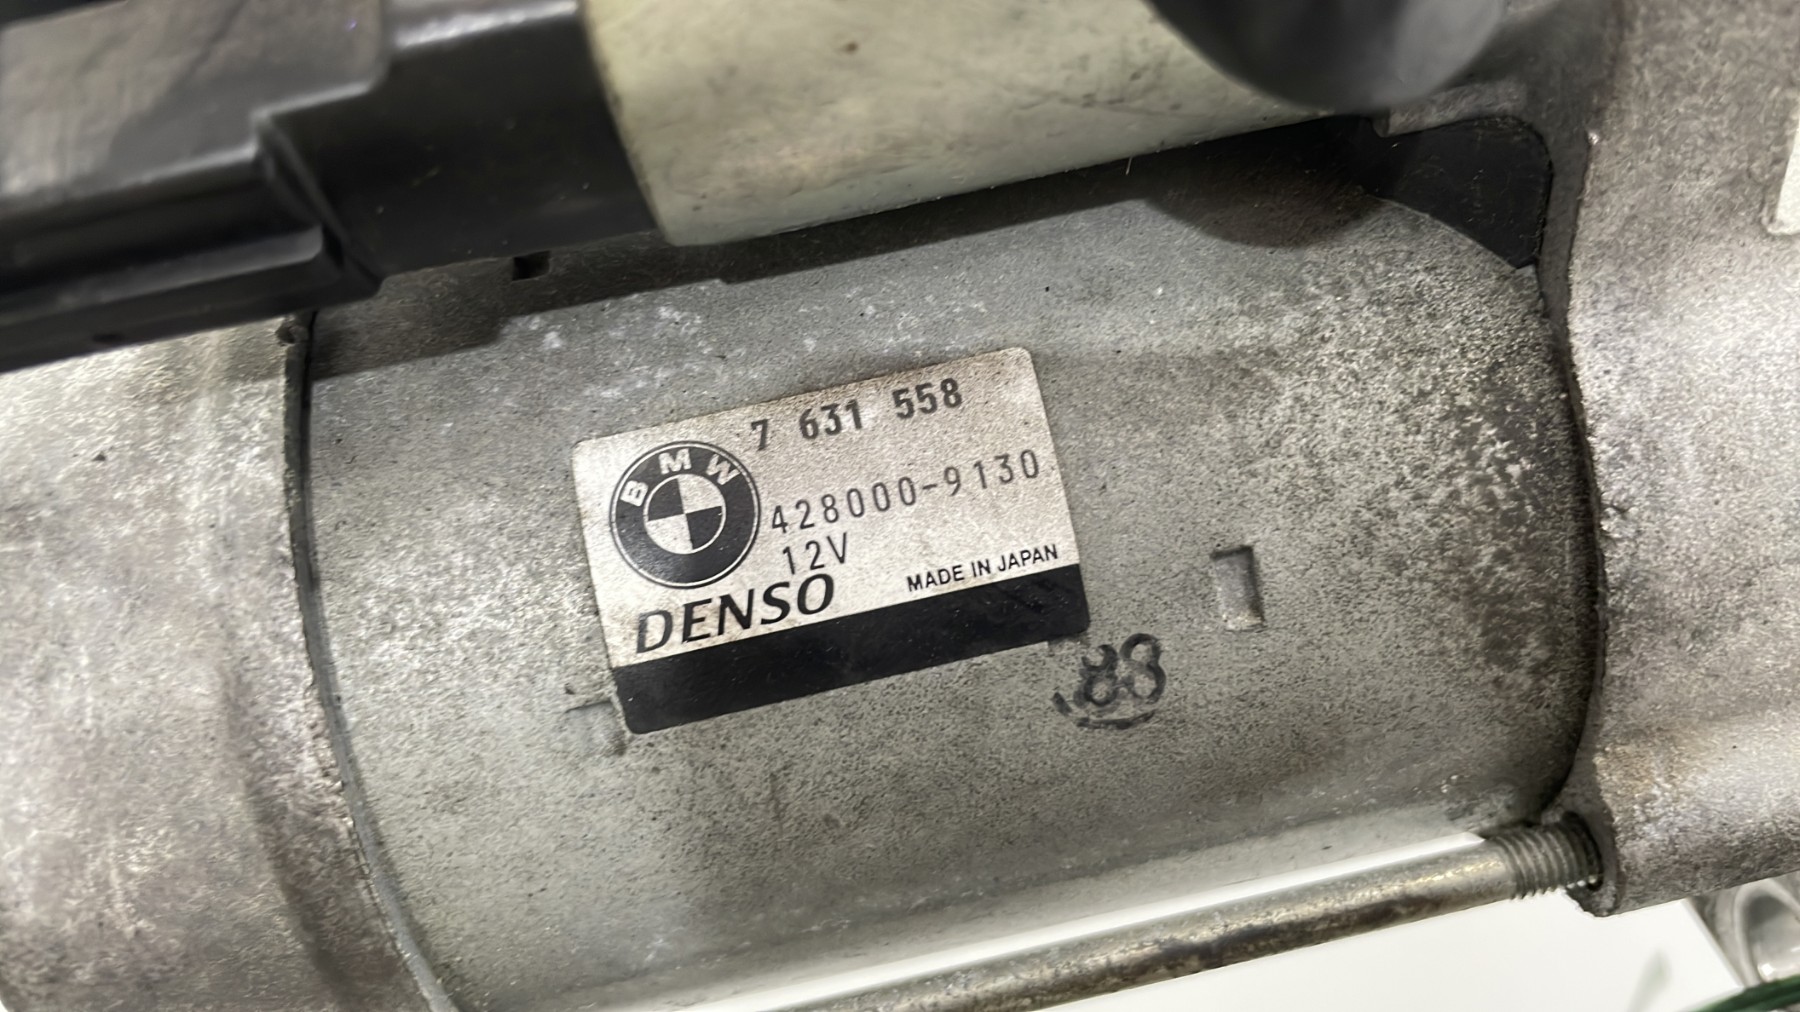 7 631 558
BMW
428000-9130
12V
DENSO
MADE IN JAPAN
88